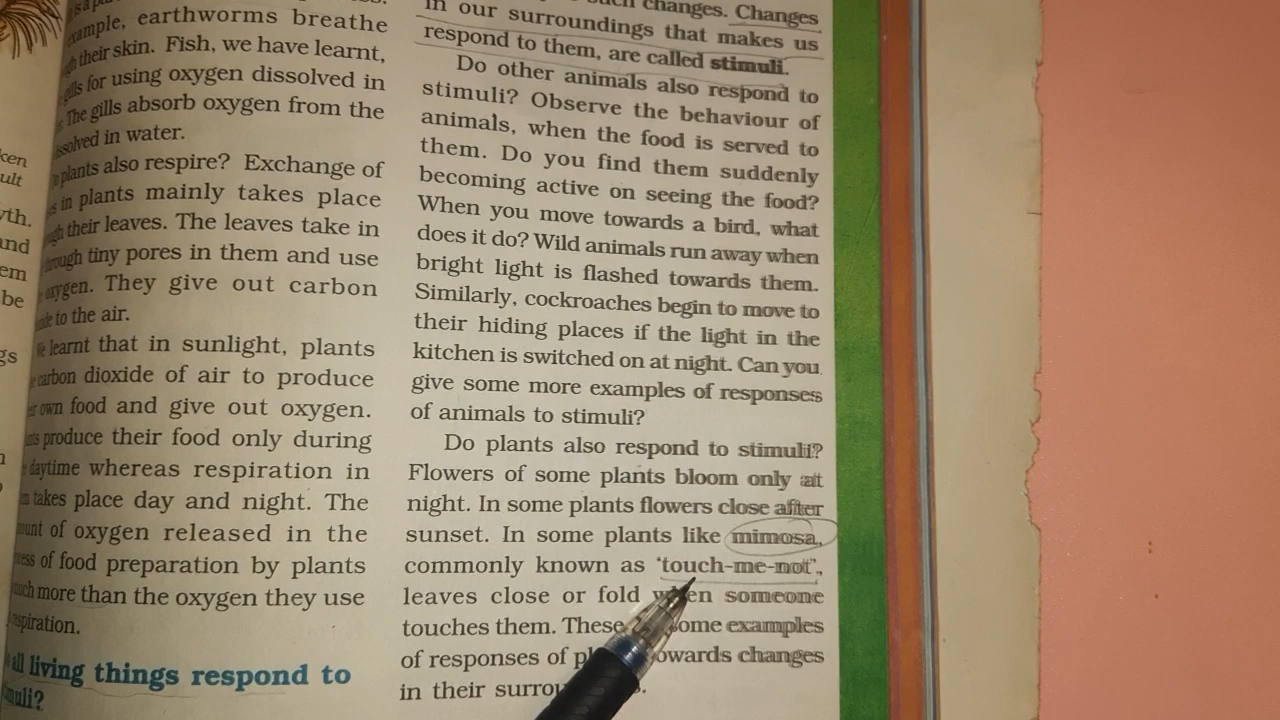 ken
ult
th.
and
em
be
gs
example, earthworms breathe
their skin. Fish, we have learnt,
gills for using oxygen dissolved in
The gills absorb oxygen from the
in water.
plants also respire? Exchange of
in plants mainly takes place
their leaves. The leaves take in
through tiny pores in them and use
oxygen. They give out carbon
to the air.
learnt that in sunlight, plants
carbon dioxide of air to produce
own food and give out oxygen.
produce their food only during
daytime whereas respiration in
takes place day and night. The
of oxygen released in the
of food preparation by plants
much more than the oxygen they use
respiration.
all living things respond to
changes. Changes
in our surroundings that makes us
respond to them, are called stimuli.
Do other animals also respond to
stimuli? Observe the behaviour of
animals, when the food is served to
them. Do you find them suddenly
becoming active on seeing the food?
When you move towards a bird, what
does it do? Wild animals run away when
bright light is flashed towards them.
Similarly, cockroaches begin to move to
their hiding places if the light in the
kitchen is switched on at night. Can you
give some more examples of responses
of animals to stimuli?
Do plants also respond to stimuli?
Flowers of some plants bloom only at
night. In some plants flowers close after
sunset. In some plants like mimosa,
commonly known as ‘touch-me-not’,
leaves close or fold when someone
touches them. These some examples
of responses of towards changes
in their